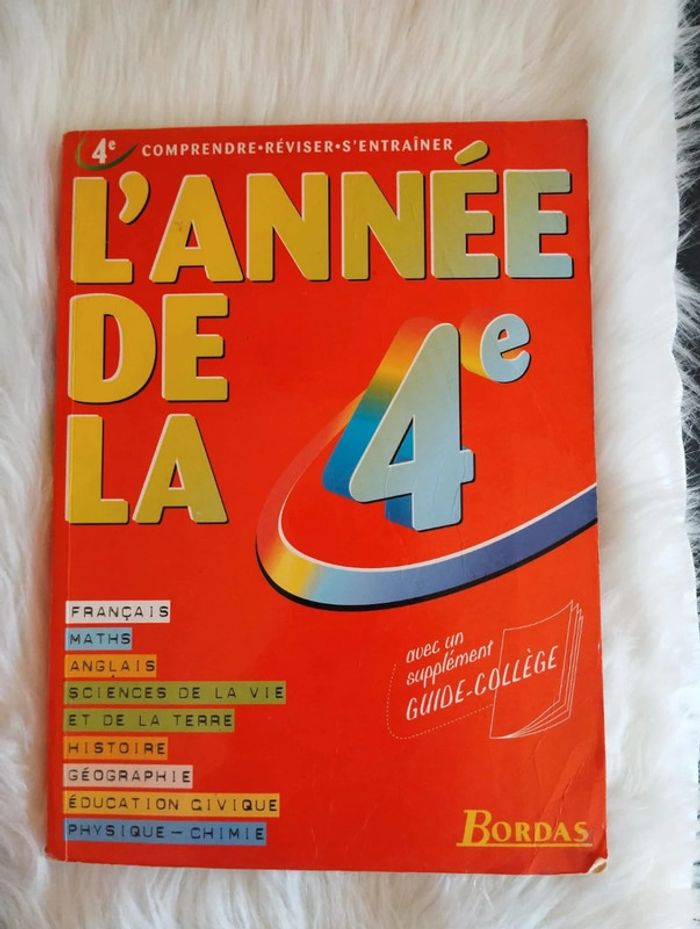 4e COMPRENDRE•RÉVISER•S'ENTRAÎNER
L'ANNÉE
DE
LA
4e
FRANÇAIS
MATHS
ANGLAIS
SCIENCES DE LA VIE
ET DE LA TERRE
HISTOIRE
GÉOGRAPHIE
ÉDUCATION CIVIQUE
PHYSIQUE - CHIMIE
avec un
supplément
GUIDE-COLLÈGE
BORDAS